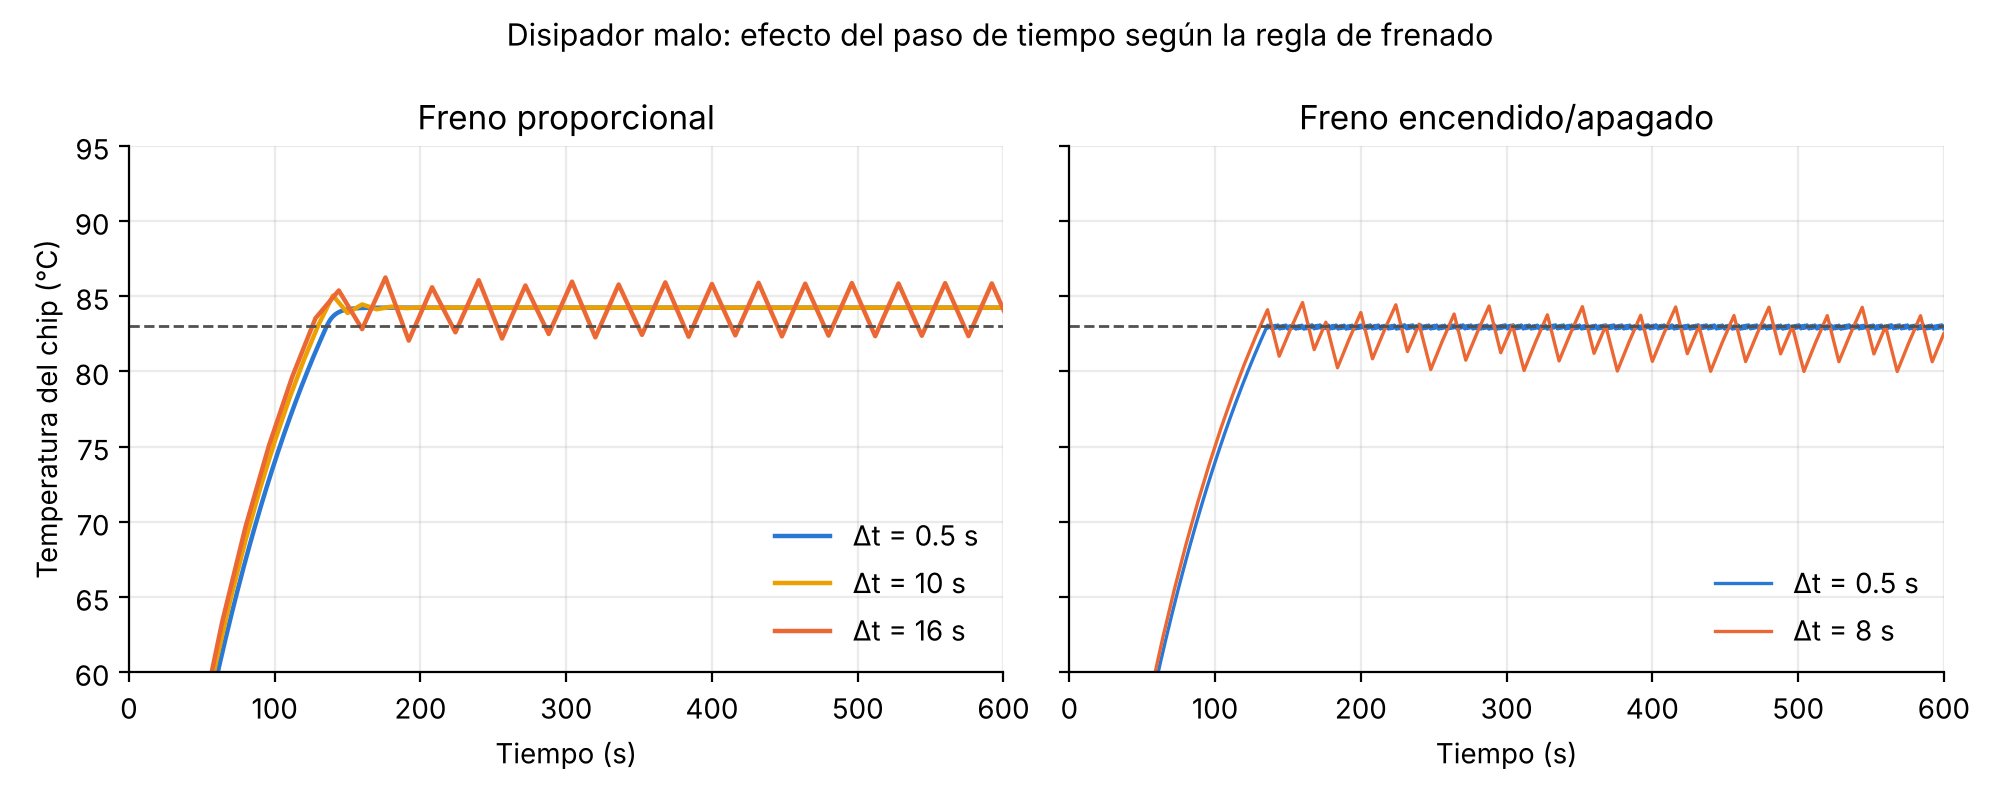 Disipador malo: efecto del paso de tiempo según la regla de frenado
Freno proporcional
Temperatura del chip (°C)
95
90
85
80
75
70
65
60
0 100 200 300 400 500 600
Tiempo (s)
Δt = 0.5 s
Δt = 10 s
Δt = 16 s
Freno encendido/apagado
0 100 200 300 400 500 600
Tiempo (s)
Δt = 0.5 s
Δt = 8 s